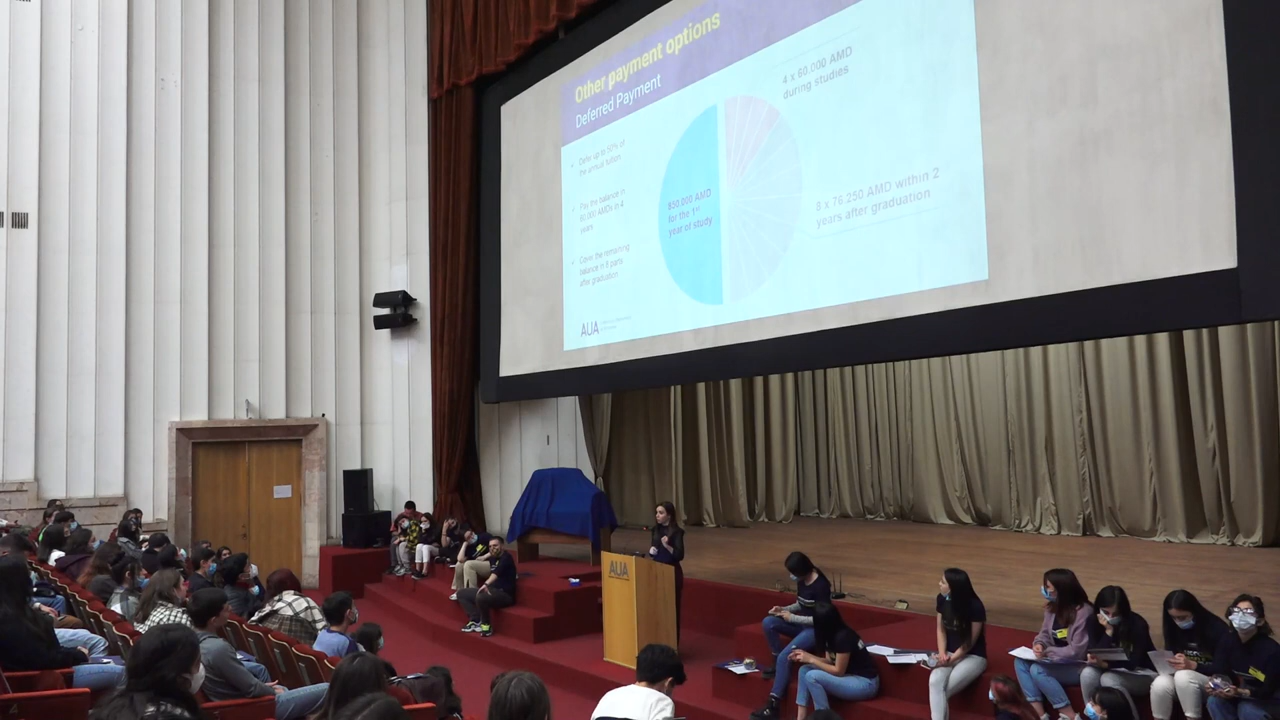 Other payment options
Deferred Payment
Defer up to 50% of
the annual tuition
Pay the balance in
60,000 AMDs in 4
years
Cover the remaining
balance in 8 parts
after graduation
850,000 AMD
for the 1st
year of study
4 x 60,000 AMD
during studies
8 x 76,250 AMD within 2
years after graduation
AUA
AUA